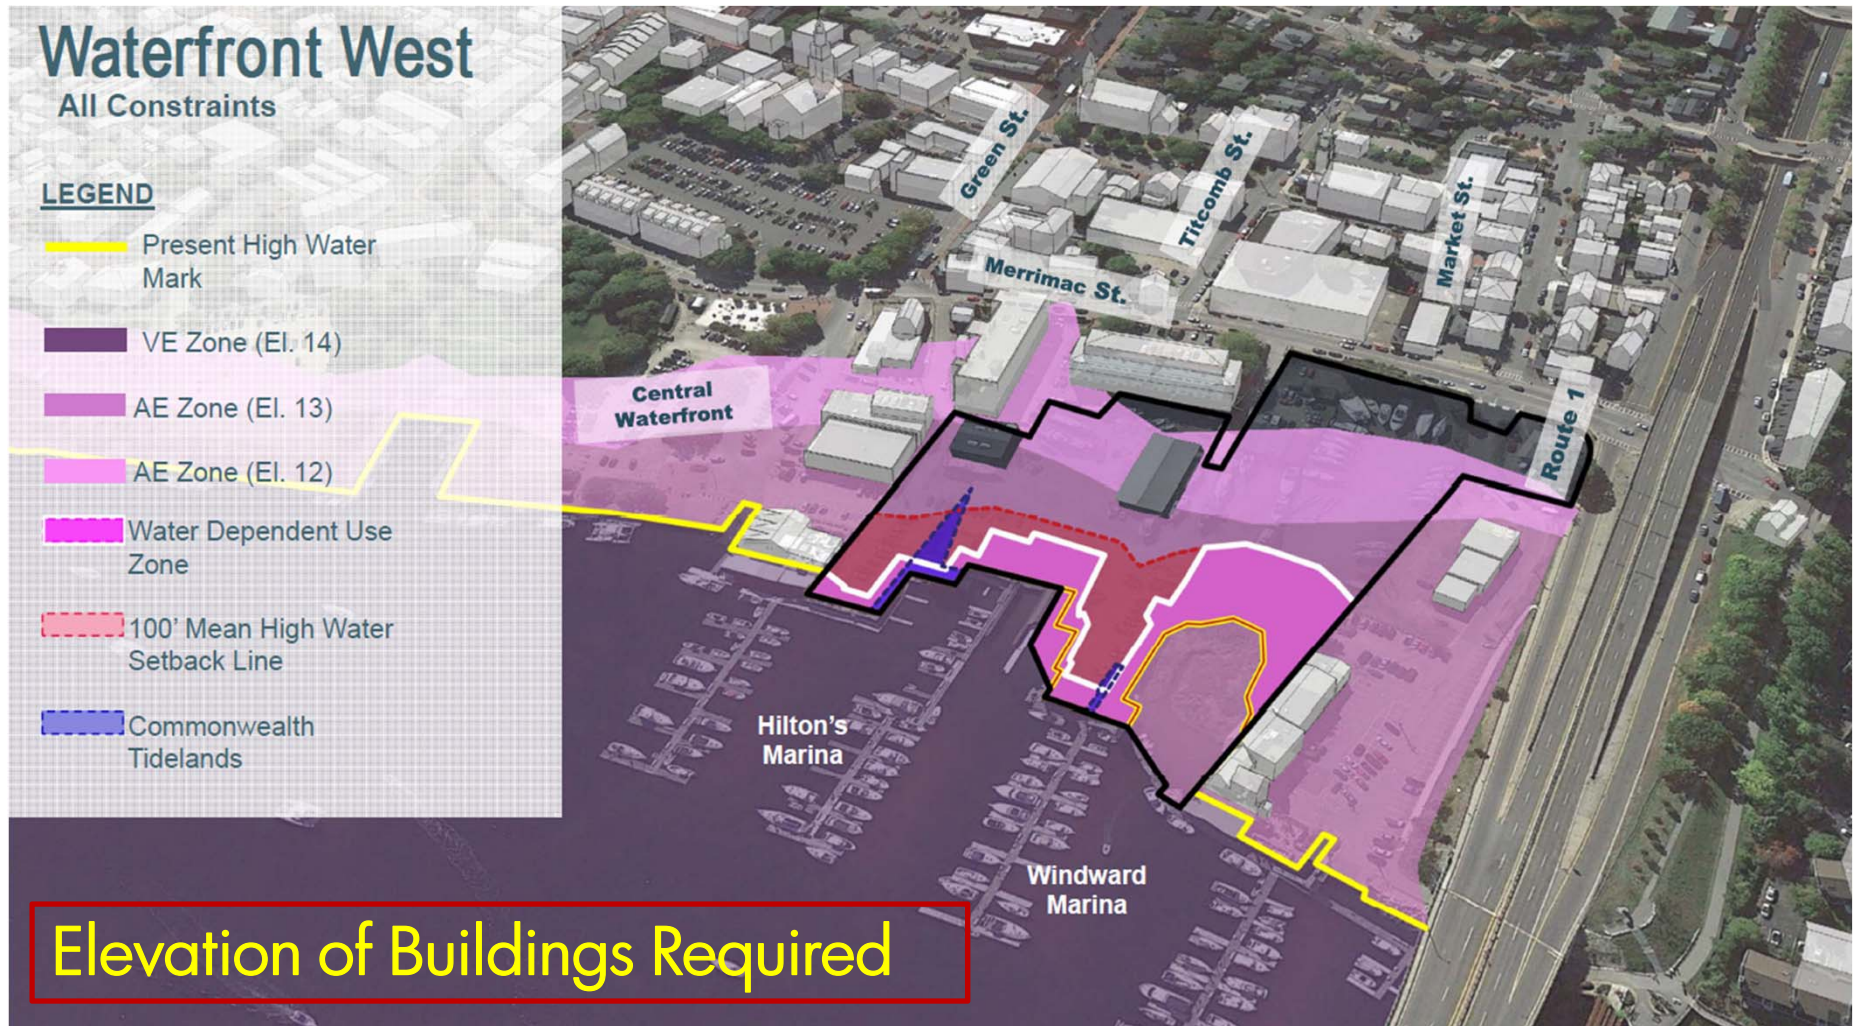 Waterfront West
All Constraints
LEGEND
Present High Water
Mark
VE Zone (El. 14)
AE Zone (El. 13)
AE Zone (El. 12)
Water Dependent Use
Zone
100’ Mean High Water
Setback Line
Commonwealth
Tidelands
Green St.
Titcomb St.
Market St.
Merrimac St.
Central
Waterfront
Route 1
Hilton's
Marina
Windward
Marina
Elevation of Buildings Required